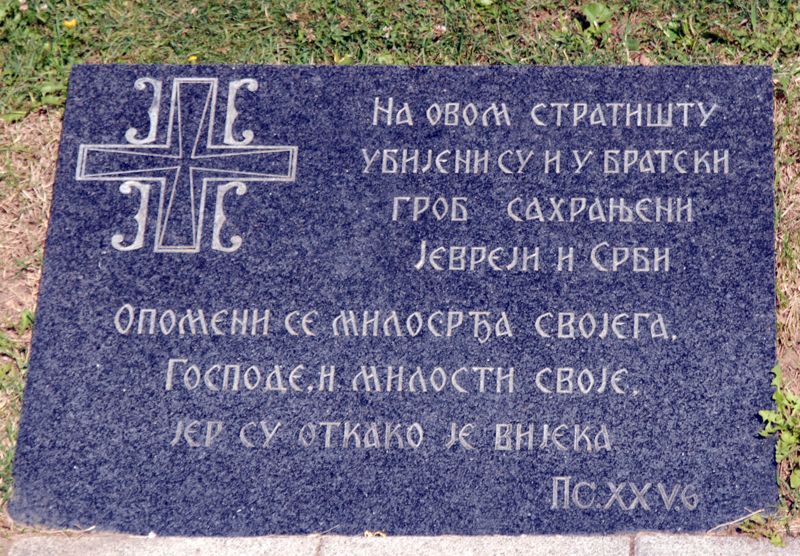 На овом стратишту
убијени су и у братски
гроб сахрањени
Јевреји и Срби
Опомени се милосрђа својега,
Господе, и милости своје,
јер су откако је вијека
Пс. XXV.6